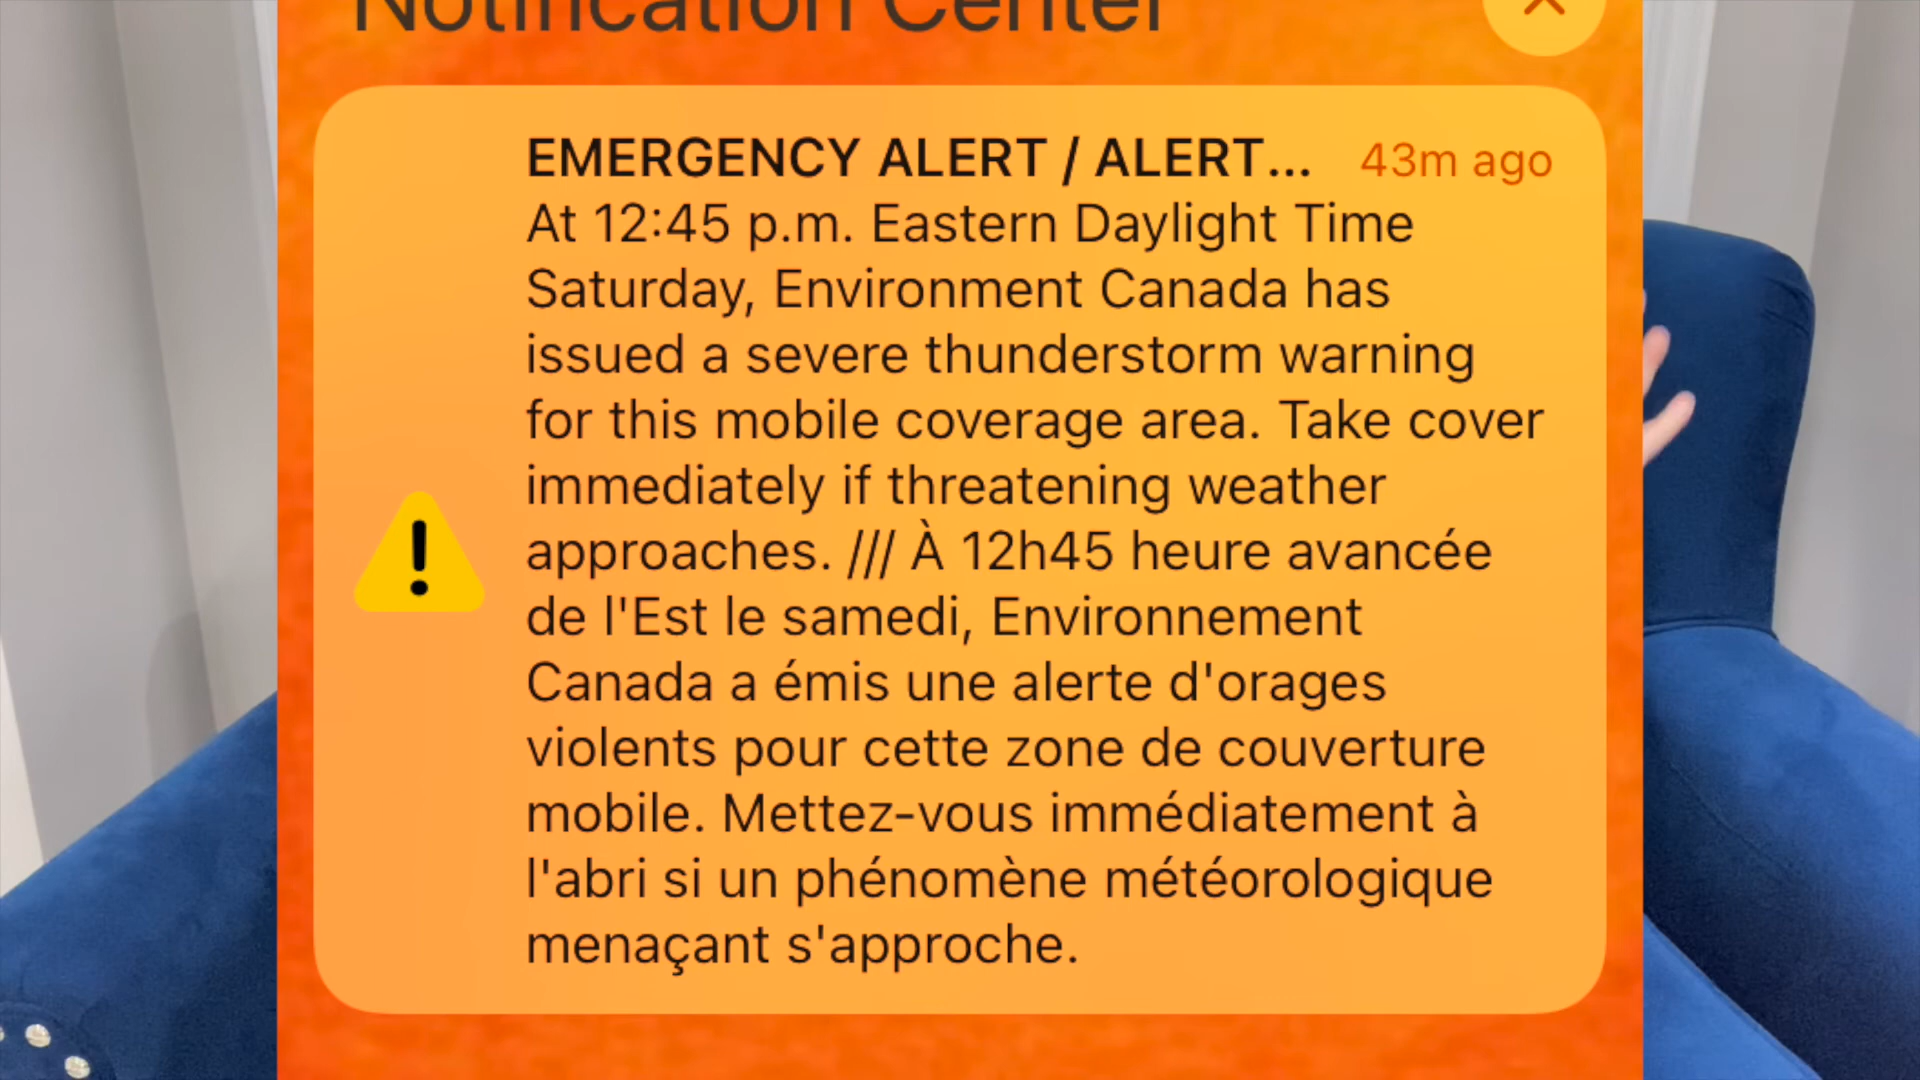 Notification Center
EMERGENCY ALERT / ALERT... 43m ago
At 12:45 p.m. Eastern Daylight Time
Saturday, Environment Canada has
issued a severe thunderstorm warning
for this mobile coverage area. Take cover
immediately if threatening weather
approaches. /// À 12h45 heure avancée
de l'Est le samedi, Environnement
Canada a émis une alerte d'orages
violents pour cette zone de couverture
mobile. Mettez-vous immédiatement à
l'abri si un phénomène météorologique
menaçant s'approche.